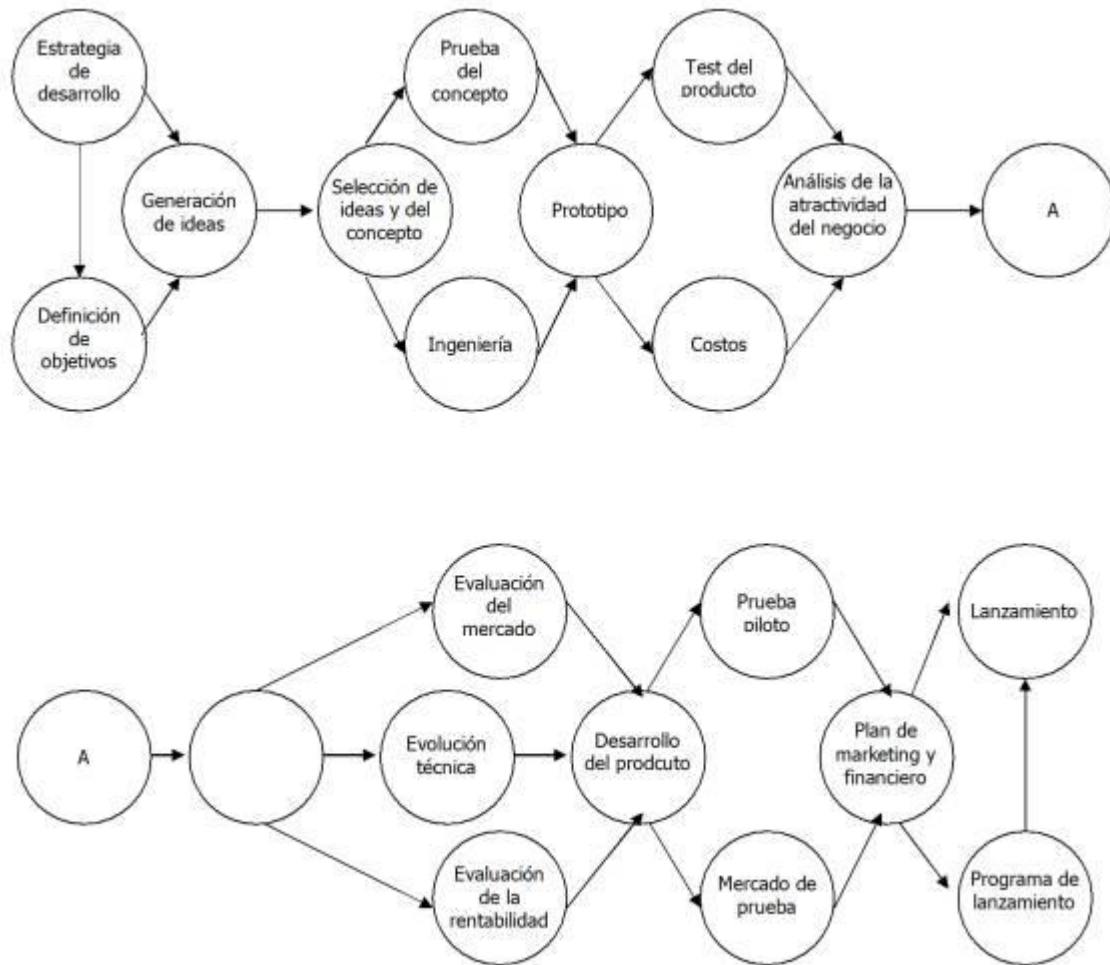 Estrategia
de
desarrollo
Prueba
del
concepto
Test del
producto
Generación
de ideas
Selección de
ideas y del
concepto
Prototipo
Análisis de la
atractividad
del negocio
A
Definición
de
objetivos
Ingeniería
Costos
Evaluación
del
mercado
Prueba
piloto
Lanzamiento
A
Evolución
técnica
Desarrollo
del prodcuto
Plan de
marketing y
financiero
Evaluación
de la
rentabilidad
Mercado de
prueba
Programa de
lanzamiento